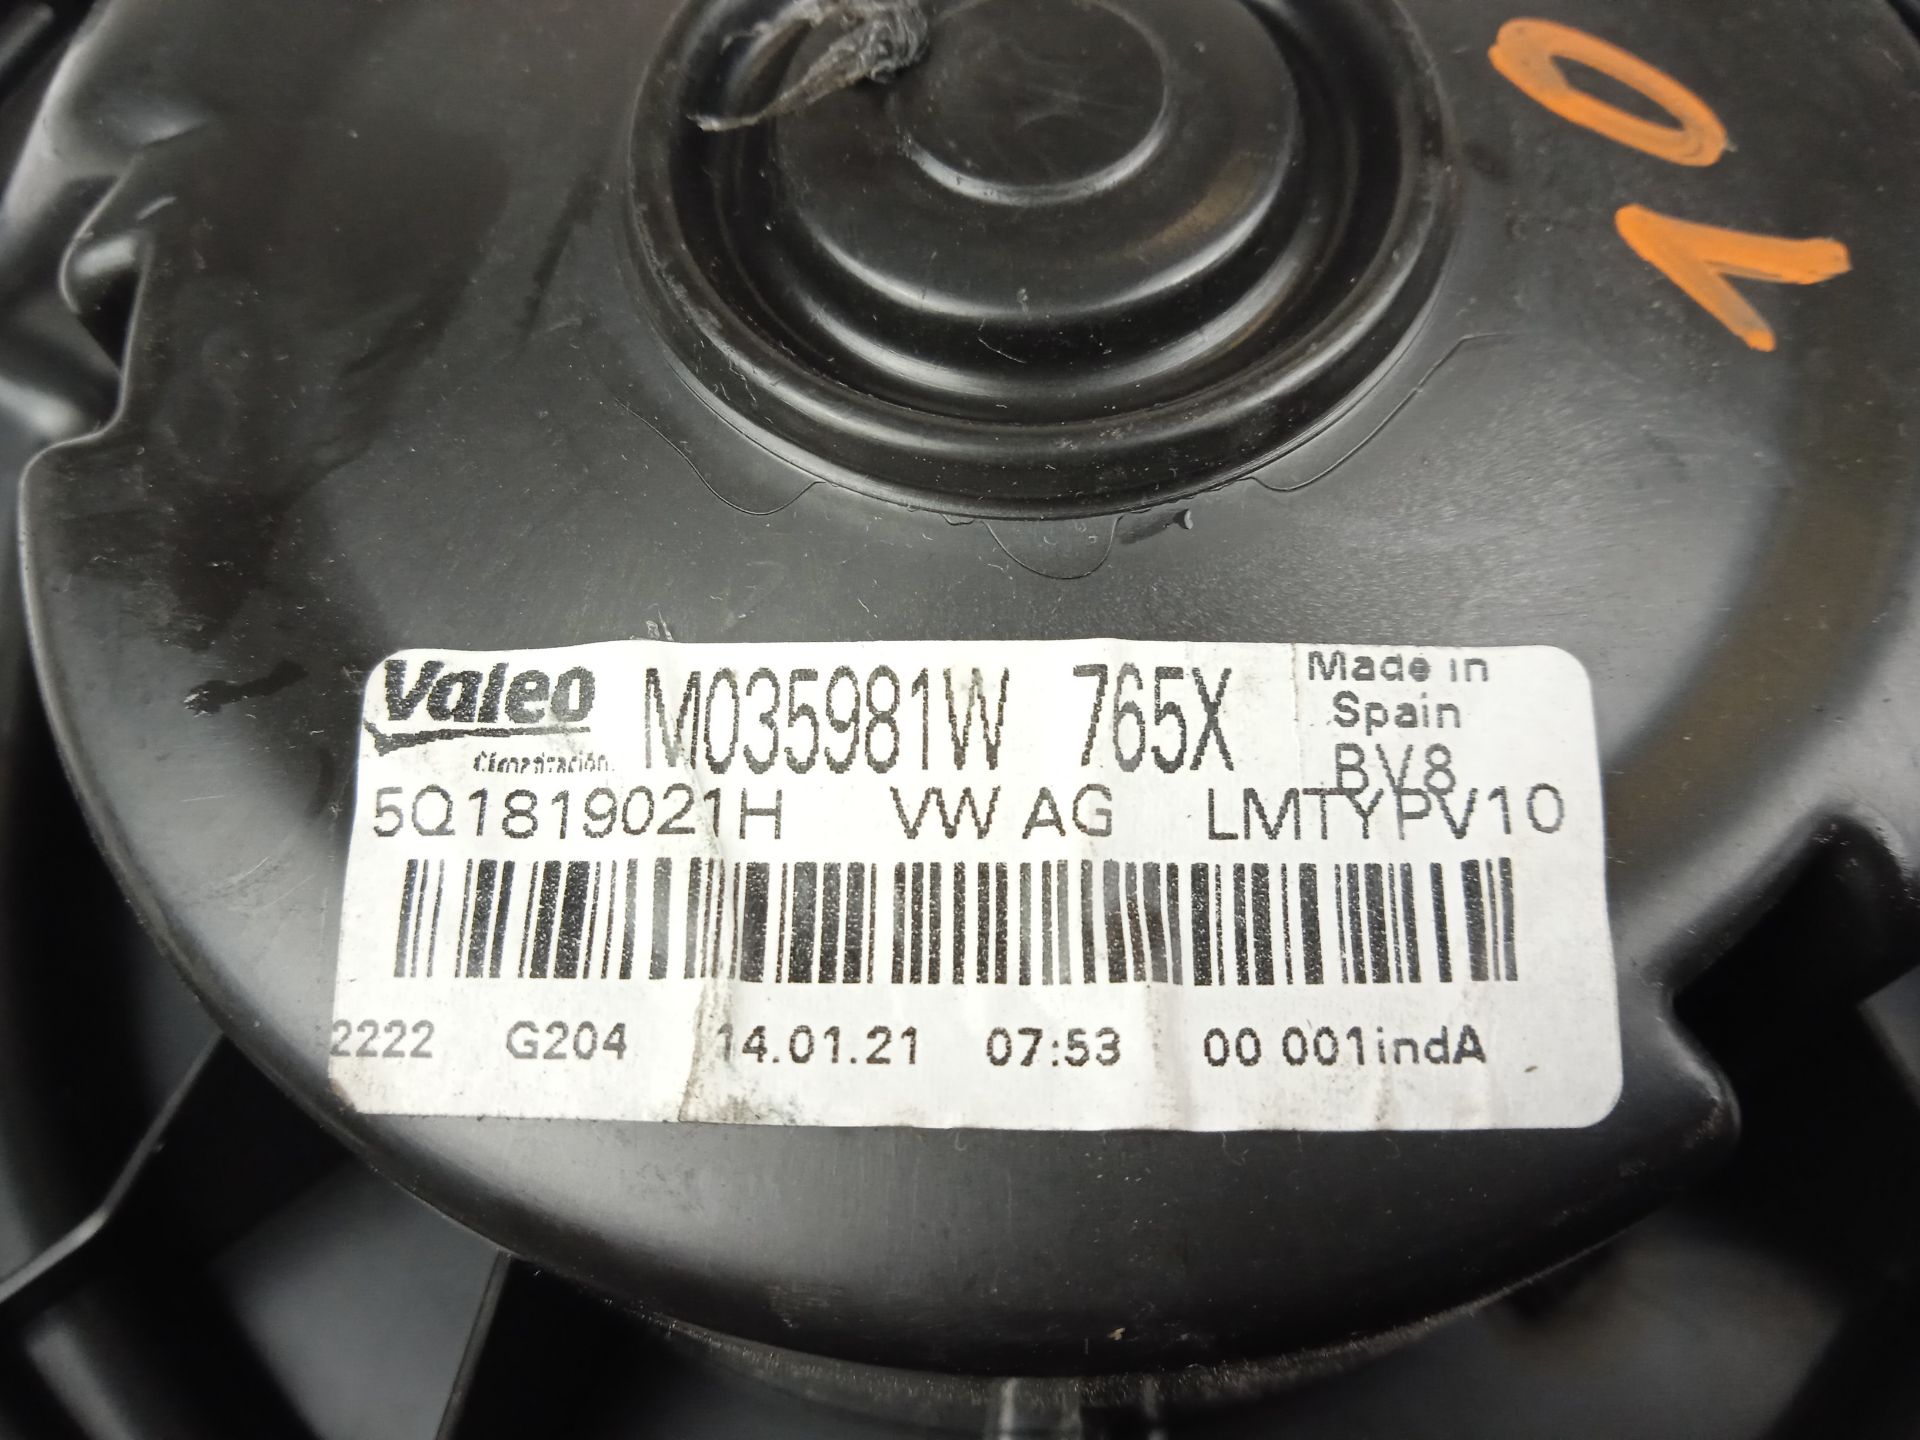 10
Valeo M035981W 765X Made in
Spain
Climatización BV8
5Q1819021H VW AG LMTYPV10
2222 G204 14.01.21 07:53 00 001indA